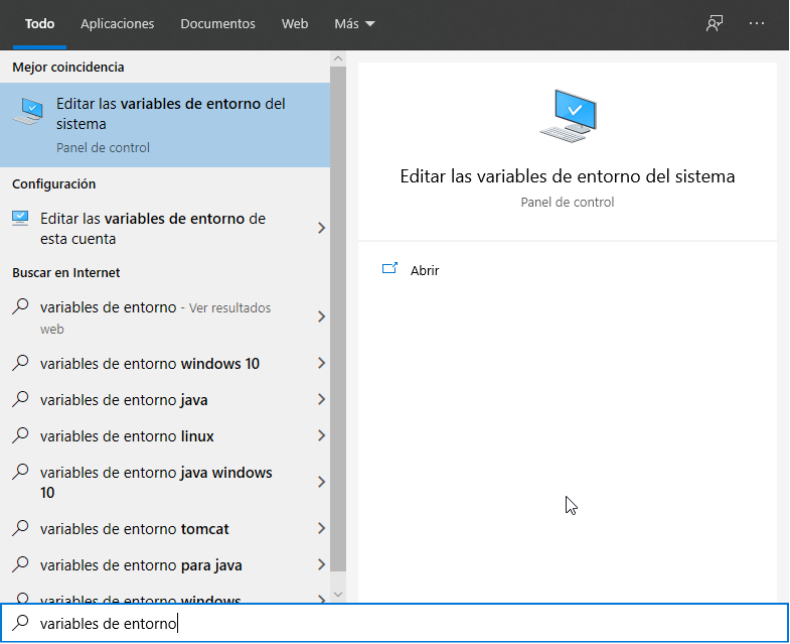 Todo Aplicaciones Documentos Web Más
Mejor coincidencia
Editar las variables de entorno del
sistema
Panel de control
Configuración
Editar las variables de entorno de
esta cuenta
Buscar en Internet
variables de entorno - Ver resultados
web
variables de entorno windows 10
variables de entorno java
variables de entorno linux
variables de entorno java windows
10
variables de entorno tomcat
variables de entorno para java
variables de entorno windows
variables de entorno
Editar las variables de entorno del sistema
Panel de control
Abrir